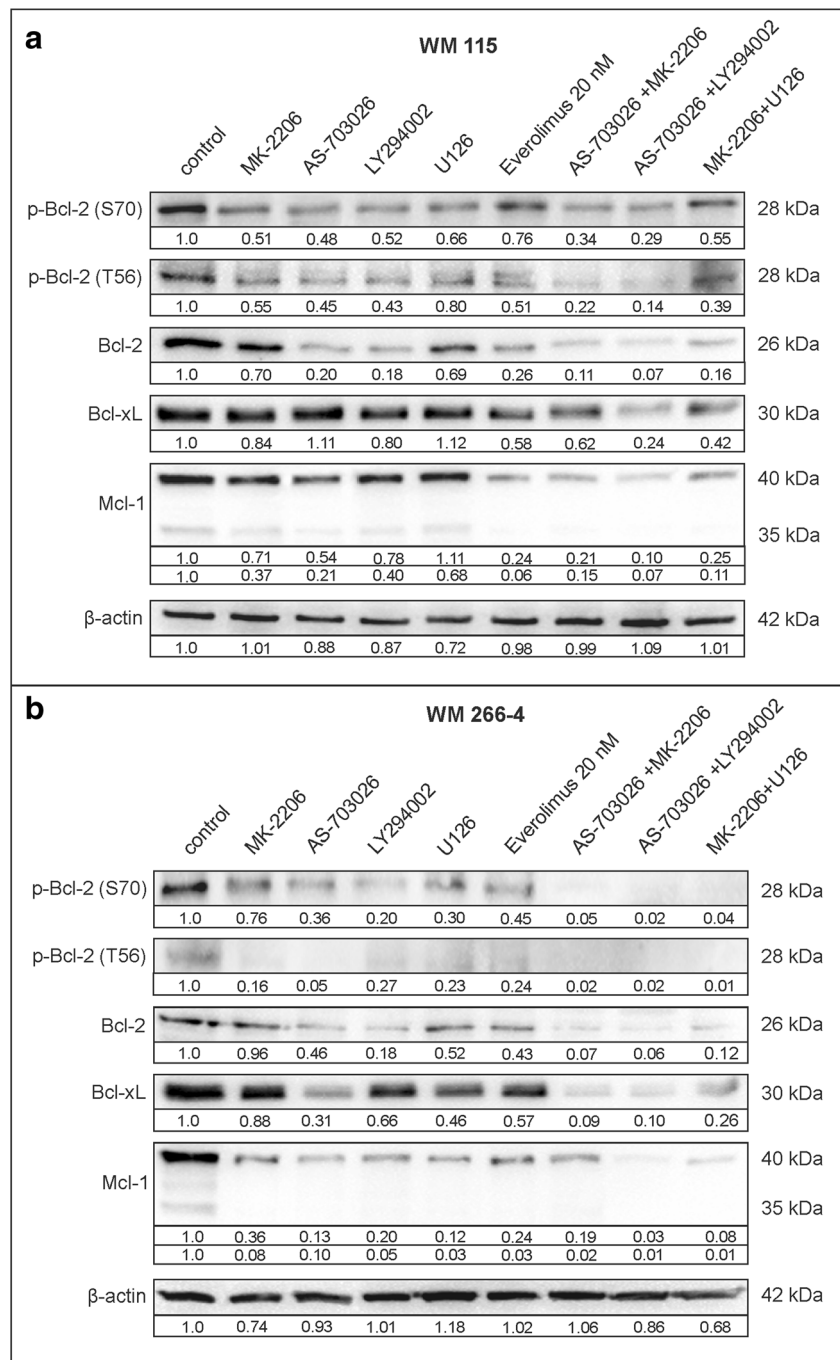 a
WM 115
control
MK-2206
AS-703026
LY294002
U126
Everolimus 20 nM
AS-703026 +MK-2206
AS-703026 +LY294002
MK-2206+U126
p-Bcl-2 (S70)
28 kDa
1.0 0.51 0.48 0.52 0.66 0.76 0.34 0.29 0.55
p-Bcl-2 (T56)
28 kDa
1.0 0.55 0.45 0.43 0.80 0.51 0.22 0.14 0.39
Bcl-2
26 kDa
1.0 0.70 0.20 0.18 0.69 0.26 0.11 0.07 0.16
Bcl-xL
30 kDa
1.0 0.84 1.11 0.80 1.12 0.58 0.62 0.24 0.42
Mcl-1
40 kDa
35 kDa
1.0 0.71 0.54 0.78 1.11 0.24 0.21 0.10 0.25
1.0 0.37 0.21 0.40 0.68 0.06 0.15 0.07 0.11
β-actin
42 kDa
1.0 1.01 0.88 0.87 0.72 0.98 0.99 1.09 1.01
b
WM 266-4
control
MK-2206
AS-703026
LY294002
U126
Everolimus 20 nM
AS-703026 +MK-2206
AS-703026 +LY294002
MK-2206+U126
p-Bcl-2 (S70)
28 kDa
1.0 0.76 0.36 0.20 0.30 0.45 0.05 0.02 0.04
p-Bcl-2 (T56)
28 kDa
1.0 0.16 0.05 0.27 0.23 0.24 0.02 0.02 0.01
Bcl-2
26 kDa
1.0 0.96 0.46 0.18 0.52 0.43 0.07 0.06 0.12
Bcl-xL
30 kDa
1.0 0.88 0.31 0.66 0.46 0.57 0.09 0.10 0.26
Mcl-1
40 kDa
35 kDa
1.0 0.36 0.13 0.20 0.12 0.24 0.19 0.03 0.08
1.0 0.08 0.10 0.05 0.03 0.03 0.02 0.01 0.01
β-actin
42 kDa
1.0 0.74 0.93 1.01 1.18 1.02 1.06 0.86 0.68